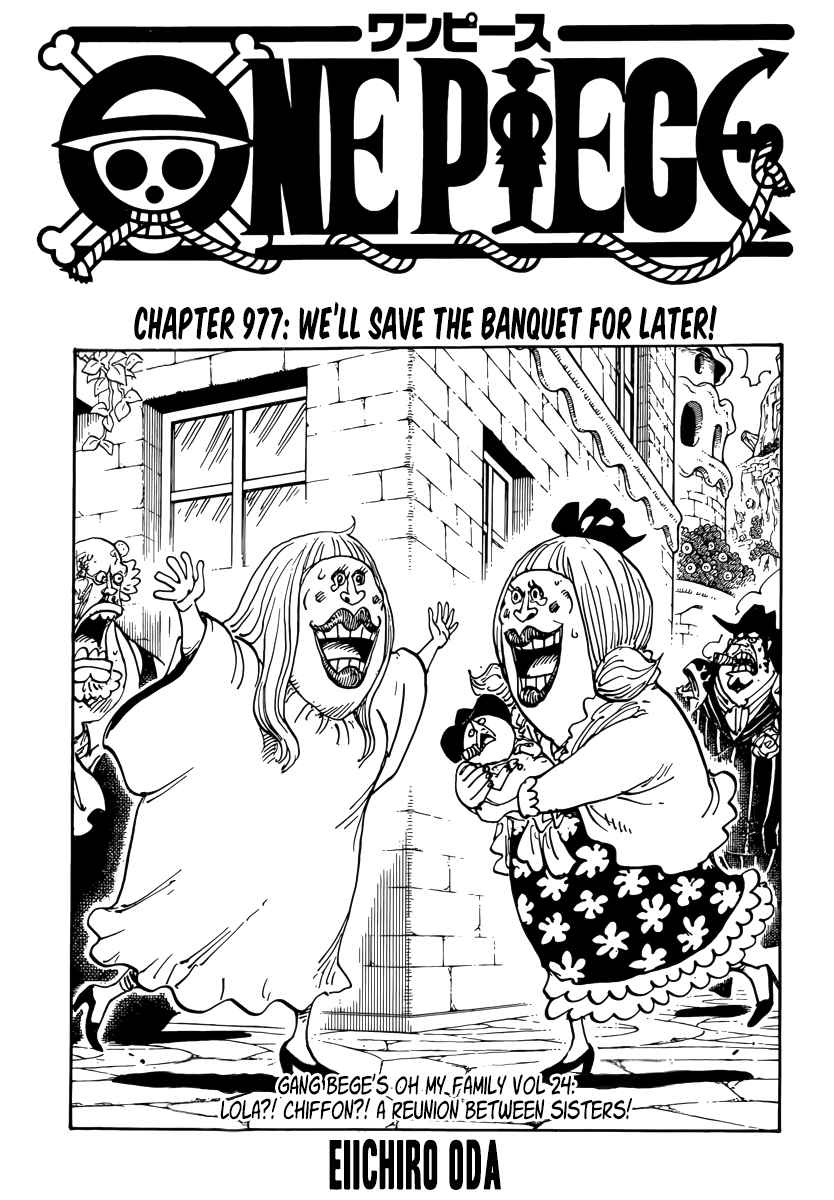 ワンピース
ONE PIECE
CHAPTER 977: WE'LL SAVE THE BANQUET FOR LATER!
GANG BEGE'S OH MY FAMILY VOL 24:
LOLA?! CHIFFON?! A REUNION BETWEEN SISTERS!
EIICHIRO ODA